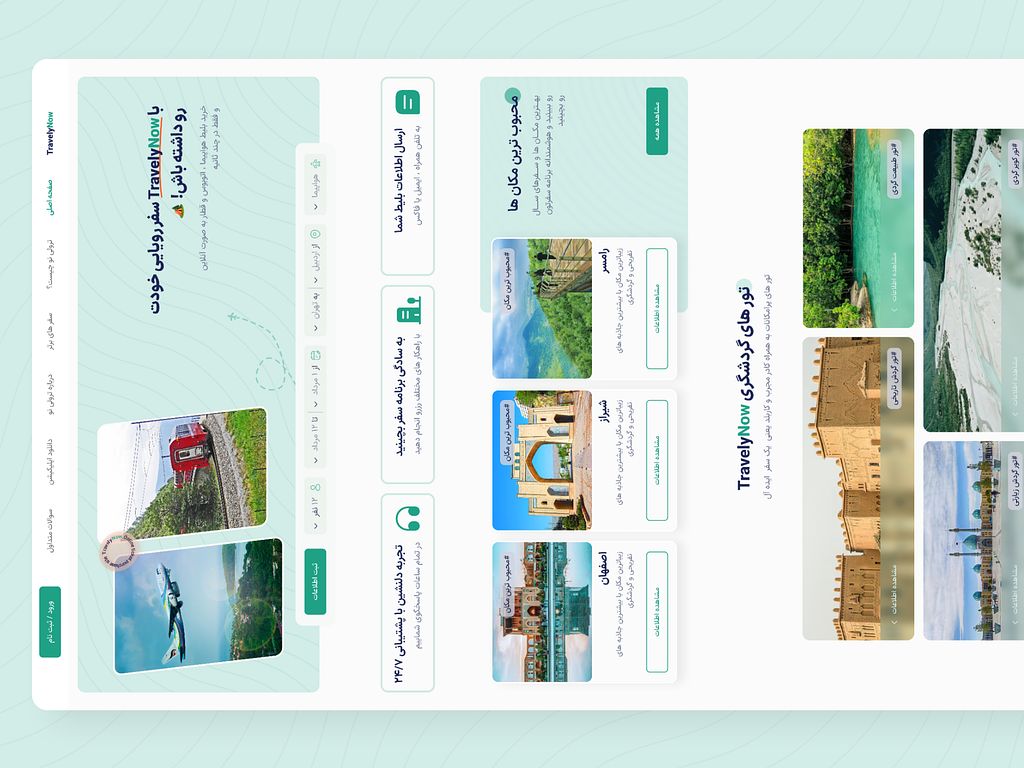 TravelyNow
صفحه اصلی
ترولی نو چیست؟
سفر های برتر
درباره ترولی نو
دانلود اپلیکیشن
سوالات متداول
ورود / ثبت نام
با TravelyNow سفر رویایی خودت
رو داشته باش!
خرید بلیط هواپیما ، اتوبوس و قطار به صورت آنلاین
و فقط در چند ثانیه
هواپیما
از اردبیل
به تهران
از ۱ مرداد
تا ۱۲ مرداد
۱۲ نفر
ثبت اطلاعات
ارسال اطلاعات بلیط شما
به تلفن همراه ، ایمیل یا فاکس
به سادگی برنامه سفر بچینید
با راهکار های مختلف رزرو انجام دهید
تجربه دلنشین با پشتیبانی ۲۴/۷
در تمام ساعات پاسخگوی شماییم
محبوب ترین مکان ها
بهترین مکان ها و سفرهای سال
رو ببینید و هوشمندانه برنامه سفرتون
رو بچینید
مشاهده همه
#محبوب ترین مکان
رامسر
زیباترین مکان با بیشترین جاذبه های
تفریحی و گردشگری
مشاهده اطلاعات
#محبوب ترین مکان
شیراز
زیباترین مکان با بیشترین جاذبه های
تفریحی و گردشگری
مشاهده اطلاعات
#محبوب ترین مکان
اصفهان
زیباترین مکان با بیشترین جاذبه های
تفریحی و گردشگری
مشاهده اطلاعات
تورهای گردشگری TravelyNow
تور های پرامکانات به همراه کادر مجرب و کاربلد یعنی یک سفر ایده آل
#تور طبیعت گردی
مشاهده اطلاعات
#تور گردش تاریخی
مشاهده اطلاعات
#تور کویر گردی
مشاهده اطلاعات
#تور گردش زیارتی
مشاهده اطلاعات